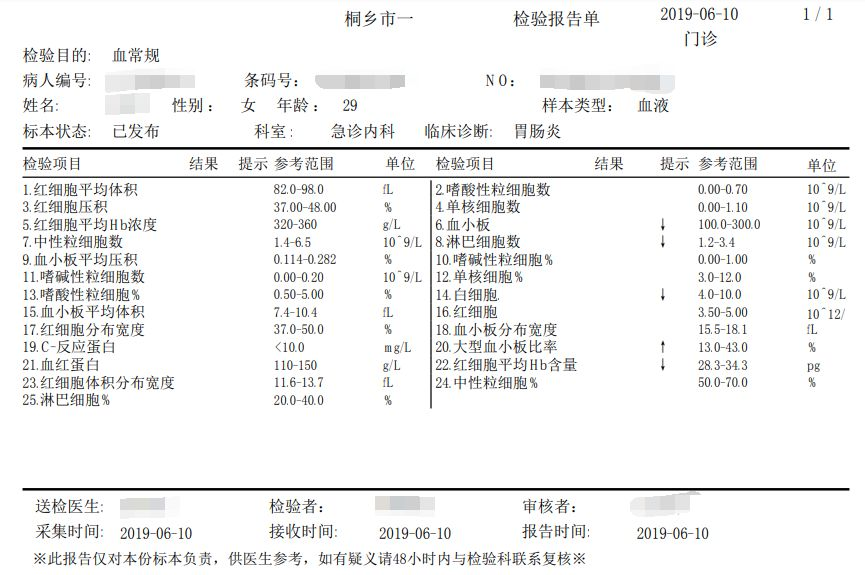 桐乡市一 检验报告单 2019-06-10 1 / 1
门诊
检验目的: 血常规
病人编号: 条码号: NO:
姓名: 性别: 女 年龄: 29 样本类型: 血液
标本状态: 已发布 科室: 急诊内科 临床诊断: 胃肠炎
检验项目 结果 提示 参考范围 单位 检验项目 结果 提示 参考范围 单位
1.红细胞平均体积 82.0-98.0 fL 2.嗜酸性粒细胞数 0.00-0.70 10^9/L
3.红细胞压积 37.00-48.00 % 4.单核细胞数 0.00-1.10 10^9/L
5.红细胞平均Hb浓度 320-360 g/L 6.血小板 ↓ 100.0-300.0 10^9/L
7.中性粒细胞数 1.4-6.5 10^9/L 8.淋巴细胞数 ↓ 1.2-3.4 10^9/L
9.血小板平均压积 0.114-0.282 % 10.嗜碱性粒细胞% 0.00-1.00 %
11.嗜碱性粒细胞数 0.00-0.20 10^9/L 12.单核细胞% 3.0-12.0 %
13.嗜酸性粒细胞% 0.50-5.00 % 14.白细胞. ↓ 4.0-10.0 10^9/L
15.血小板平均体积 7.4-10.4 fL 16.红细胞 3.50-5.00 10^12/
17.红细胞分布宽度 37.0-50.0 % 18.血小板分布宽度 15.5-18.1 fL
19.C-反应蛋白 <10.0 mg/L 20.大型血小板比率 ↑ 13.0-43.0 %
21.血红蛋白 110-150 g/L 22.红细胞平均Hb含量 ↓ 28.3-34.3 pg
23.红细胞体积分布宽度 11.6-13.7 fL 24.中性粒细胞% 50.0-70.0 %
25.淋巴细胞% 20.0-40.0 %
送检医生: 检验者: 审核者:
采集时间: 2019-06-10 接收时间: 2019-06-10 报告时间: 2019-06-10
※此报告仅对本份标本负责，供医生参考，如有疑义请48小时内与检验科联系复核※